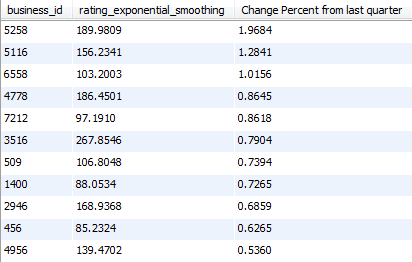 business_id rating_exponential_smoothing Change Percent from last quarter
5258 189.9809 1.9684
5116 156.2341 1.2841
6558 103.2003 1.0156
4778 186.4501 0.8645
7212 97.1910 0.8618
3516 267.8546 0.7904
509 106.8048 0.7394
1400 88.0534 0.7265
2946 168.9368 0.6859
456 85.2324 0.6265
4956 139.4702 0.5360